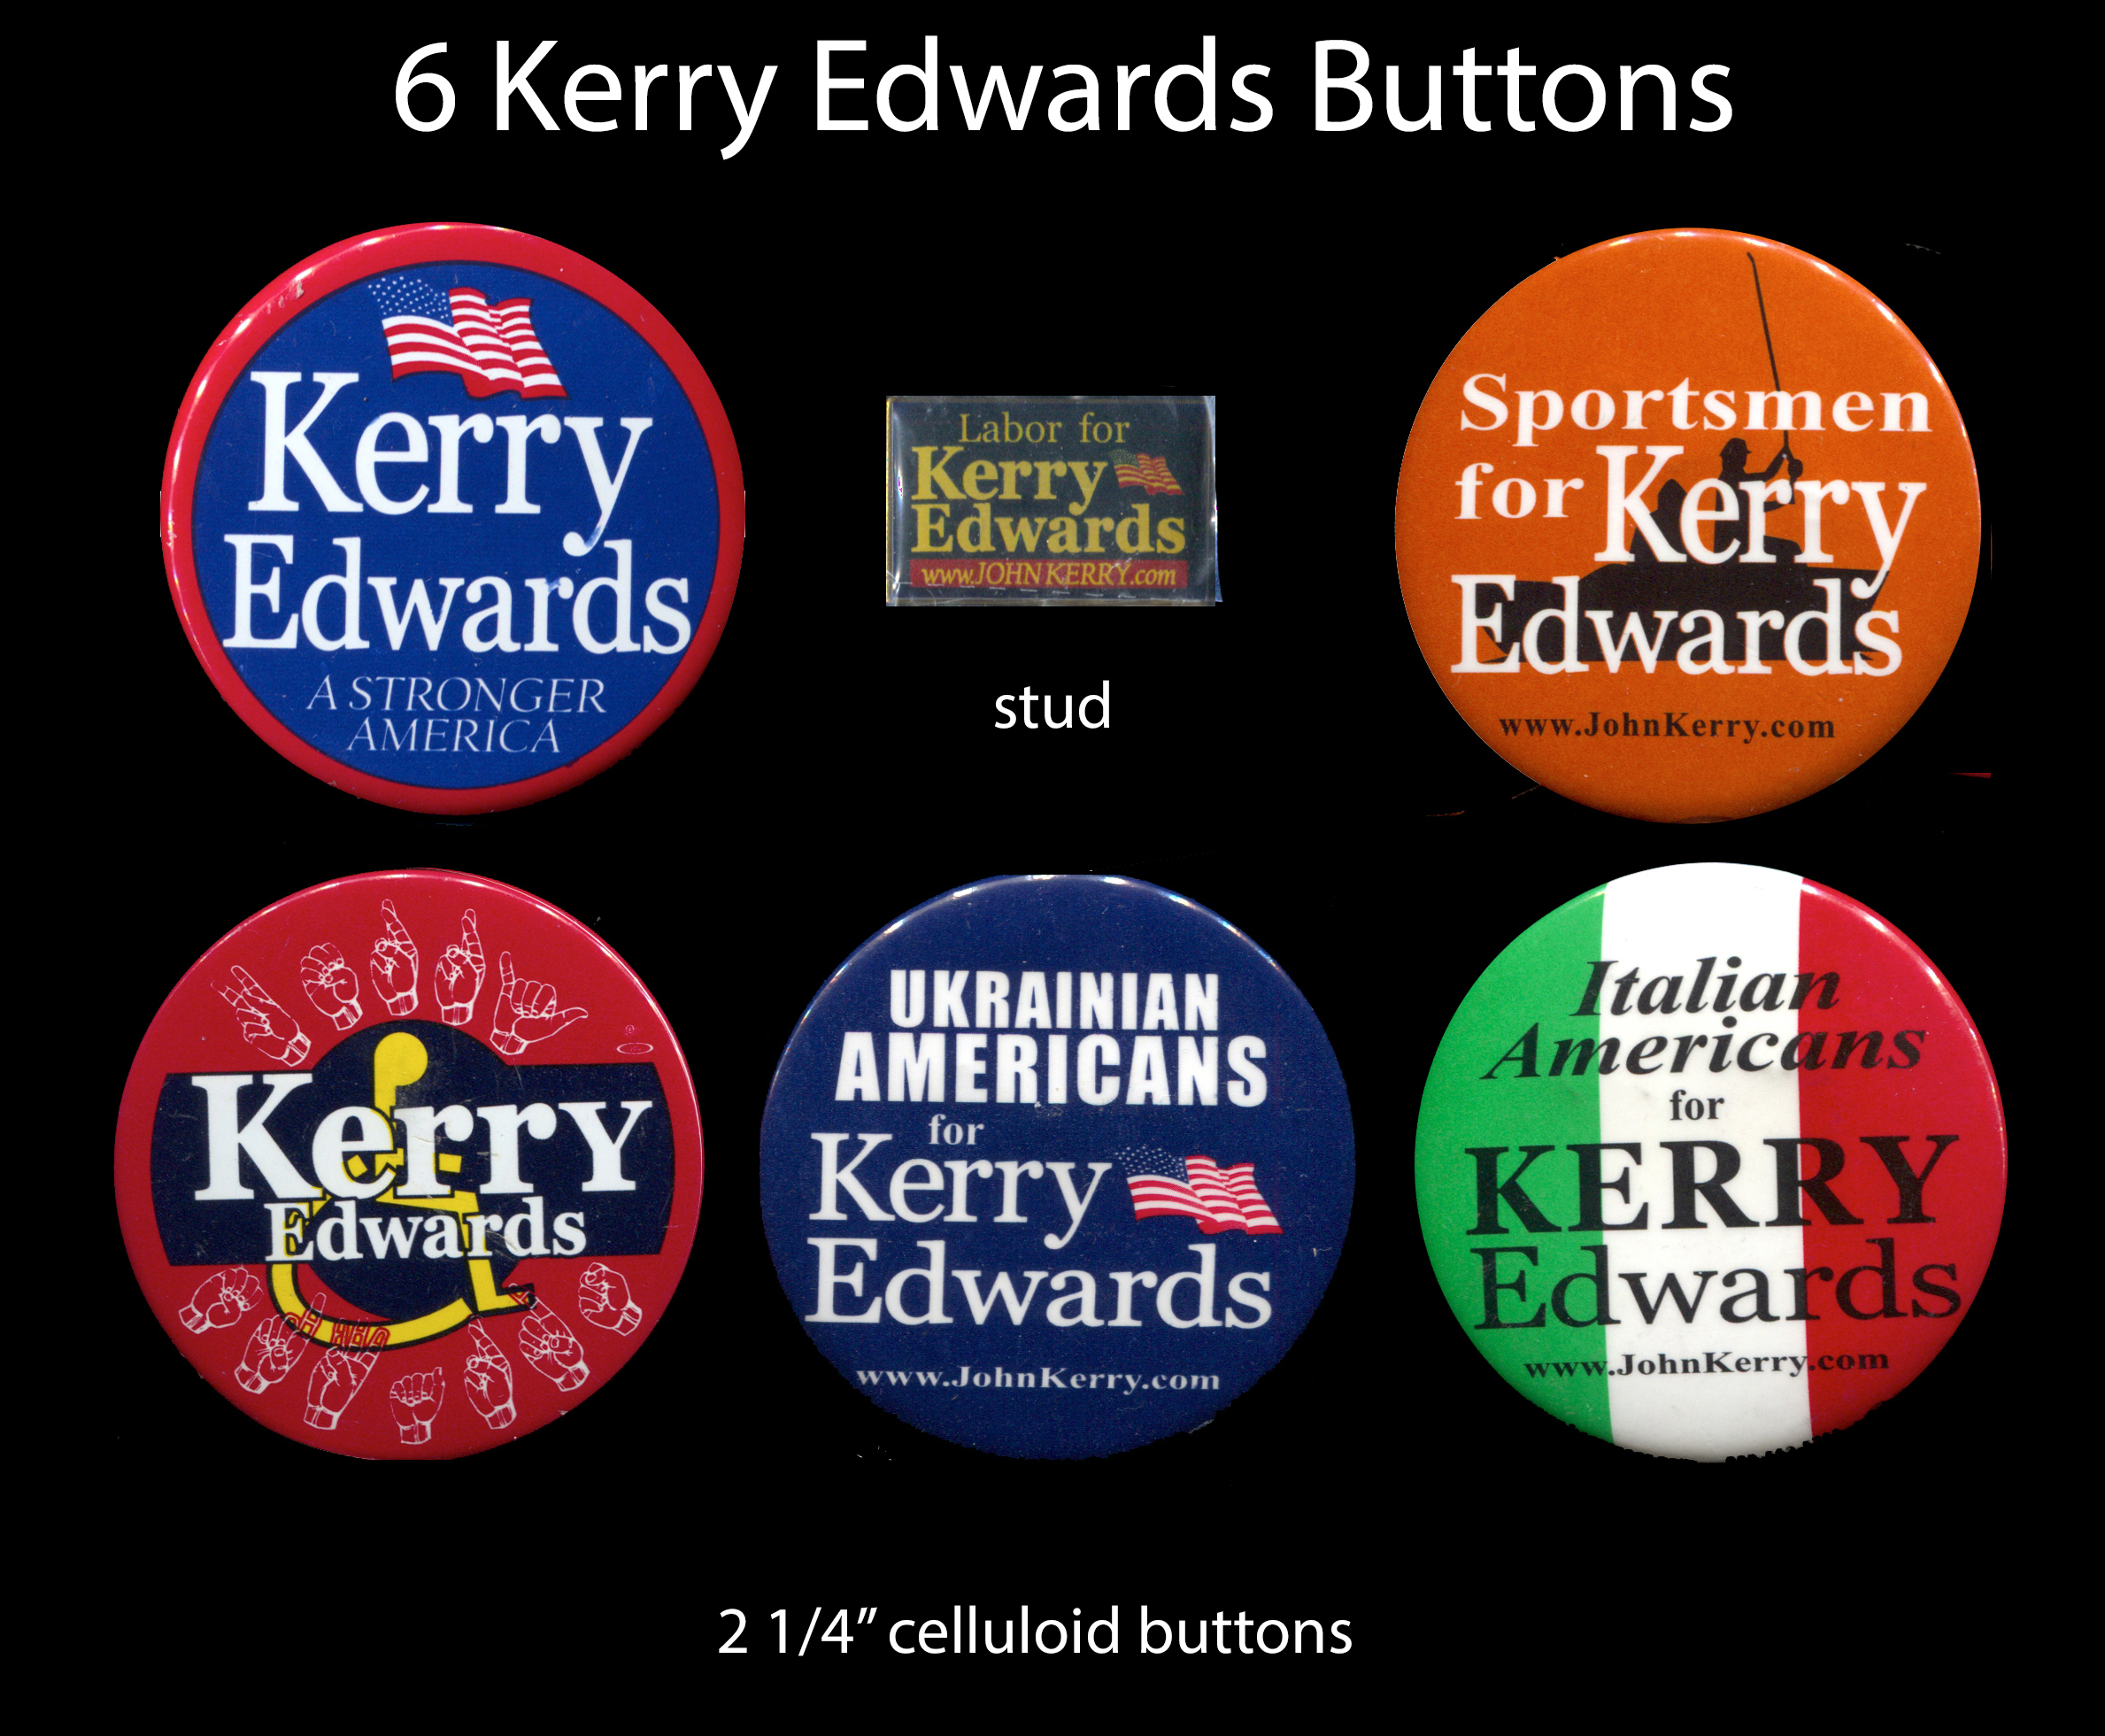 6 Kerry Edwards Buttons
Kerry
Edwards
A STRONGER
AMERICA
Labor for
Kerry
Edwards
www.JOHNKERRY.com
stud
Sportsmen
for Kerry
Edwards
www.JohnKerry.com
Kerry
Edwards
UKRAINIAN
AMERICANS
for
Kerry
Edwards
www.JohnKerry.com
Italian
Americans
for
KERRY
Edwards
www.JohnKerry.com
2 1/4” celluloid buttons